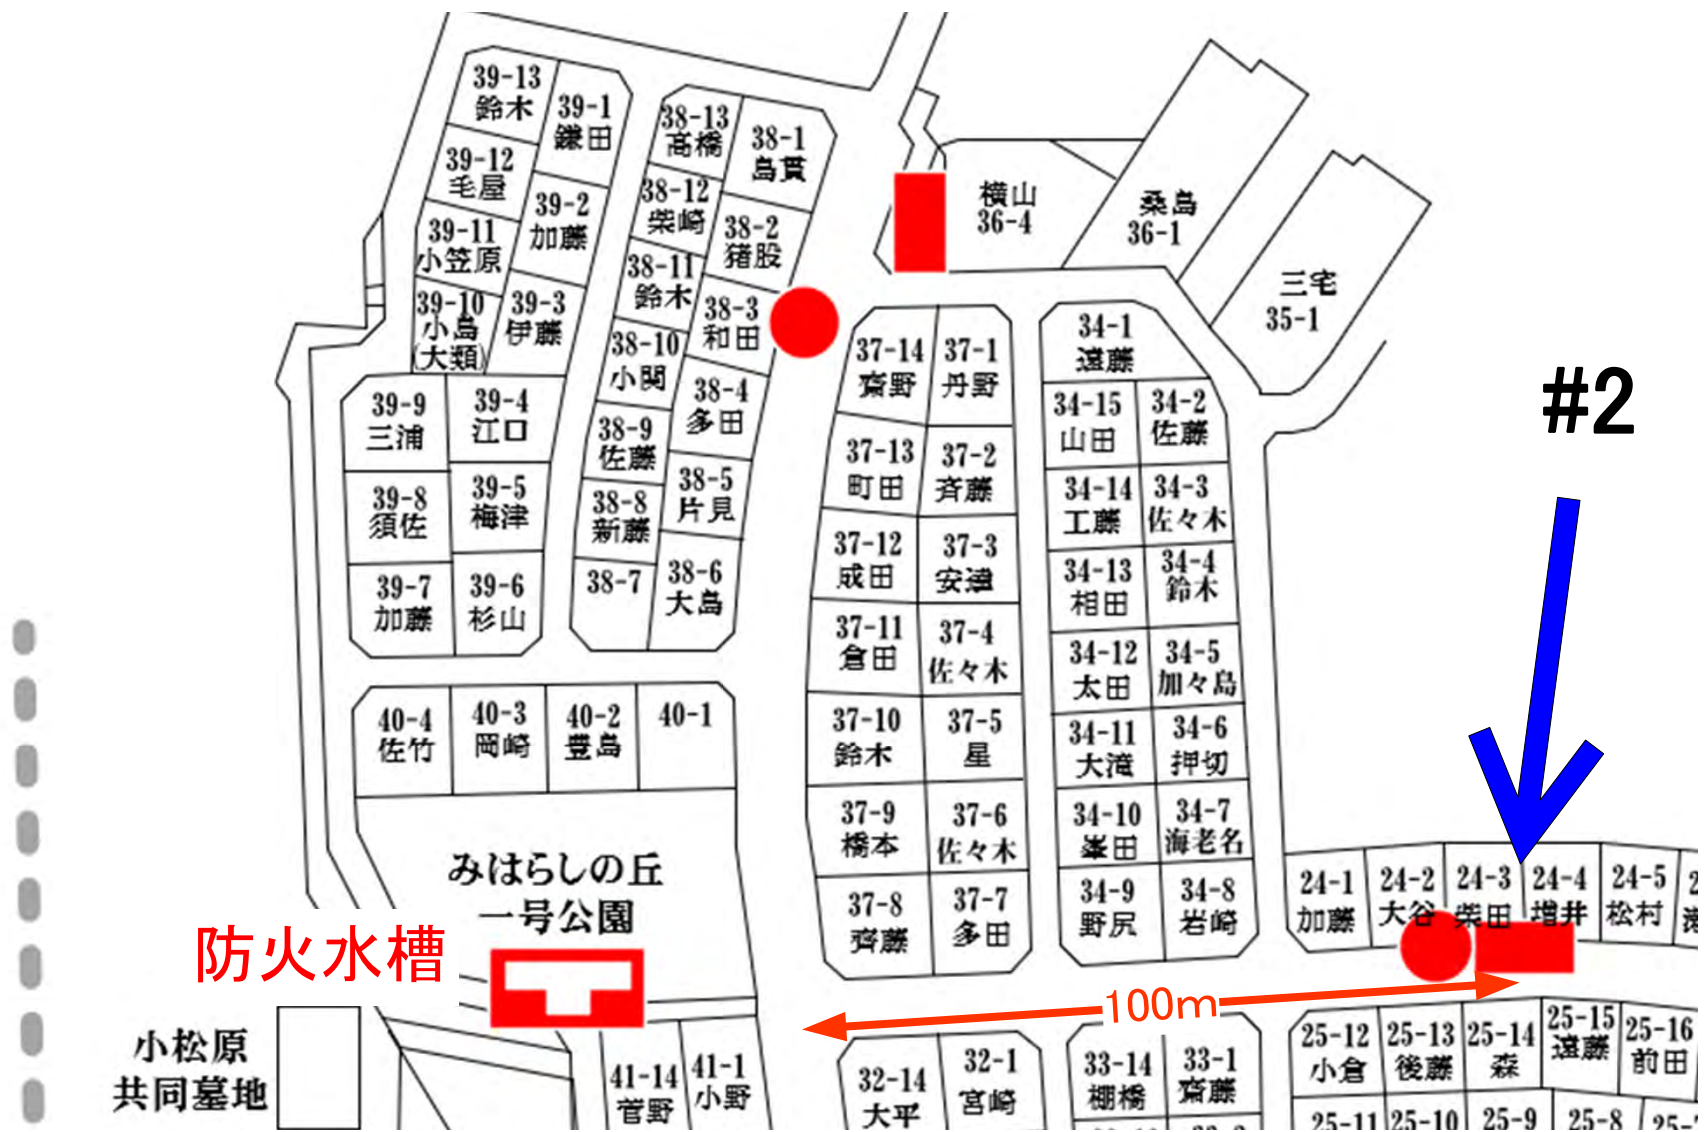 39-13
鈴木
39-1
鎌田
39-12
毛屋
39-2
加藤
39-11
小笠原
39-10
小島
(大類)
39-3
伊藤
39-9
三浦
39-4
江口
39-8
須佐
39-5
梅津
39-7
加藤
39-6
杉山
38-13
高橋
38-1
島貫
38-12
柴崎
38-2
猪股
38-11
鈴木
38-3
和田
38-10
小関
38-4
多田
38-9
佐藤
38-5
片見
38-8
新藤
38-6
大島
38-7
横山
36-4
桑島
36-1
三宅
35-1
37-14
齋野
37-1
丹野
37-13
町田
37-2
斉藤
37-12
成田
37-3
安達
37-11
倉田
37-4
佐々木
37-10
鈴木
37-5
星
37-9
橋本
37-6
佐々木
37-8
齊藤
37-7
多田
34-1
遠藤
34-15
山田
34-2
佐藤
34-14
工藤
34-3
佐々木
34-13
相田
34-4
鈴木
34-12
太田
34-5
加々島
34-11
大滝
34-6
押切
34-10
峯田
34-7
海老名
34-9
野尻
34-8
岩崎
#2
40-4
佐竹
40-3
岡崎
40-2
豊島
40-1
みはらしの丘
一号公園
防火水槽
24-1
加藤
24-2
大谷
24-3
柴田
24-4
増井
24-5
松村
100m
小松原
共同墓地
41-14
菅野
41-1
小野
32-14
大平
32-1
宮崎
33-14
棚橋
33-1
齋藤
25-12
小倉
25-13
後藤
25-14
森
25-15
遠藤
25-16
前田
25-11
25-10
25-9
25-8